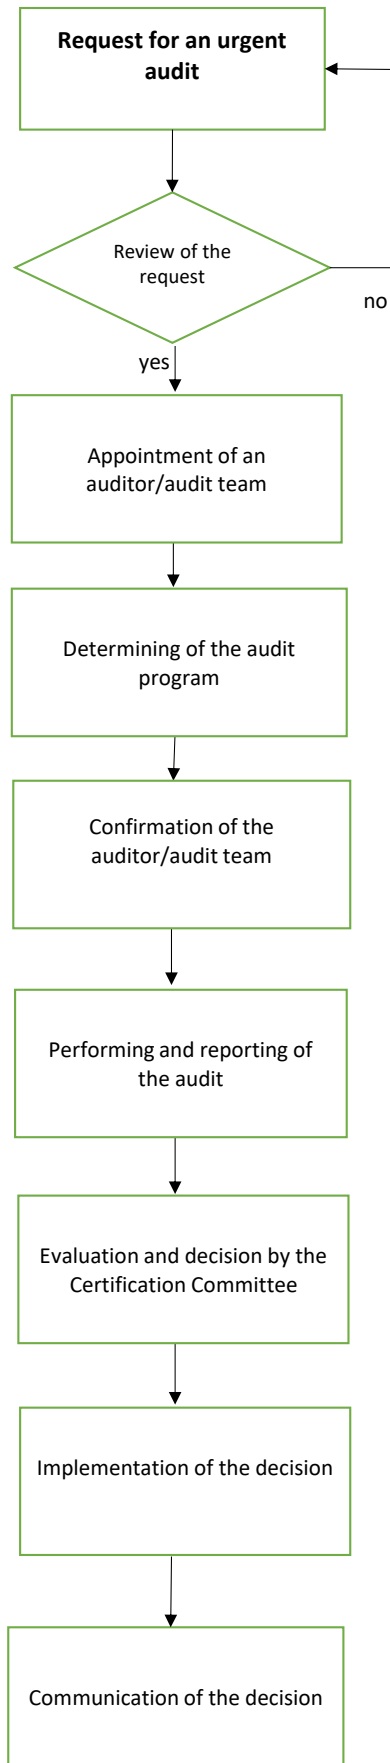 Request for an urgent
audit
Review of the
request
no
yes
Appointment of an
auditor/audit team
Determining of the audit
program
Confirmation of the
auditor/audit team
Performing and reporting of
the audit
Evaluation and decision by the
Certification Committee
Implementation of the decision
Communication of the decision